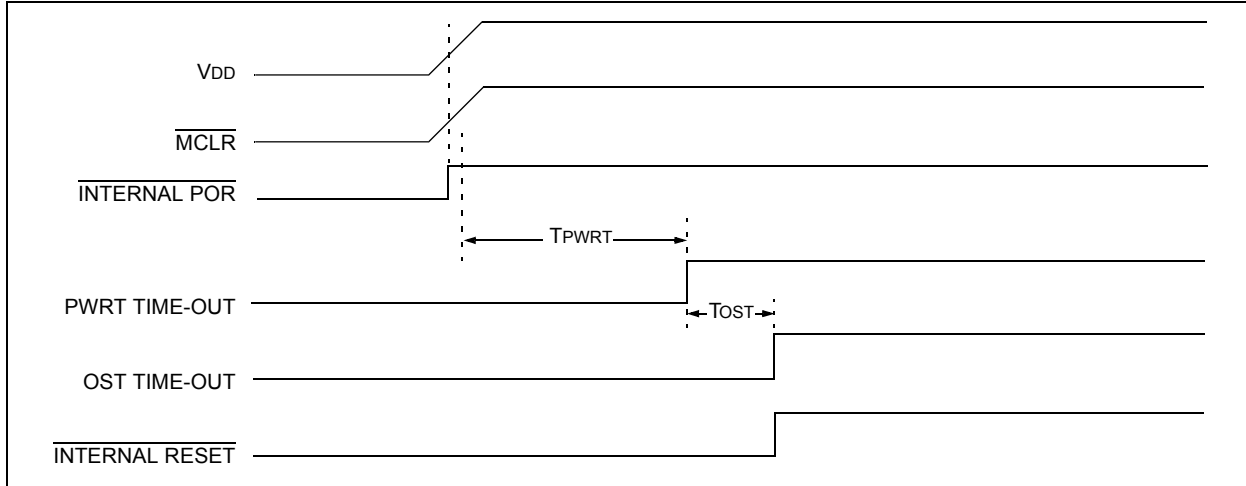 VDD
MCLR
INTERNAL POR
TPWRT
PWRT TIME-OUT
TOST
OST TIME-OUT
INTERNAL RESET